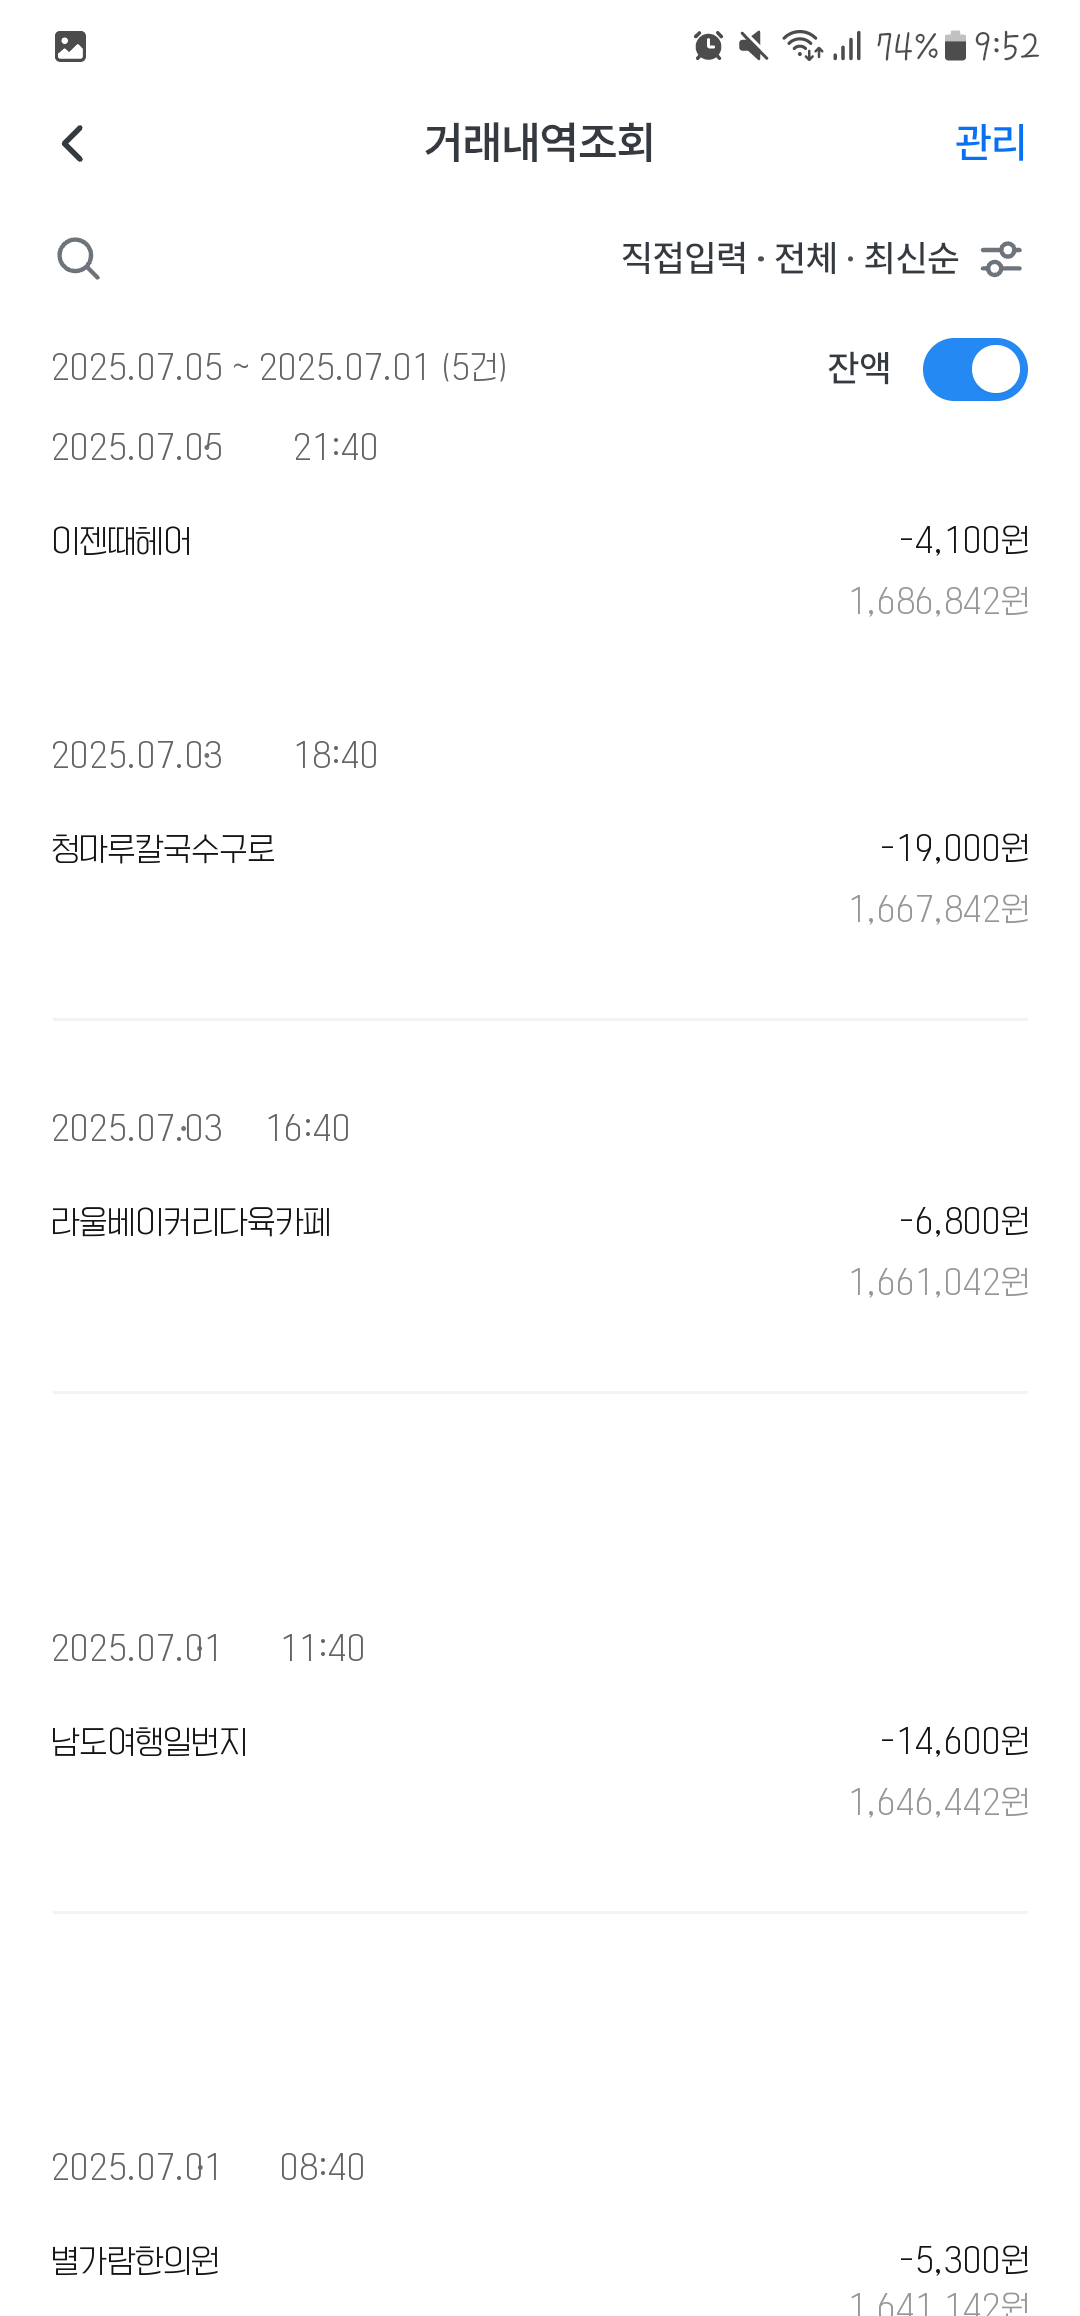 74% 9:52
거래내역조회 관리
직접입력 · 전체 · 최신순
2025.07.05 ~ 2025.07.01 (5건) 잔액
2025.07.05 21:40
이젠때헤어 -4,100원
1,686,842원
2025.07.03 18:40
청마루칼국수구로 -19,000원
1,667,842원
2025.07.03 16:40
라울베이커리다육카페 -6,800원
1,661,042원
2025.07.01 11:40
남도여행일번지 -14,600원
1,646,442원
2025.07.01 08:40
별가람한의원 -5,300원
1,641,142원